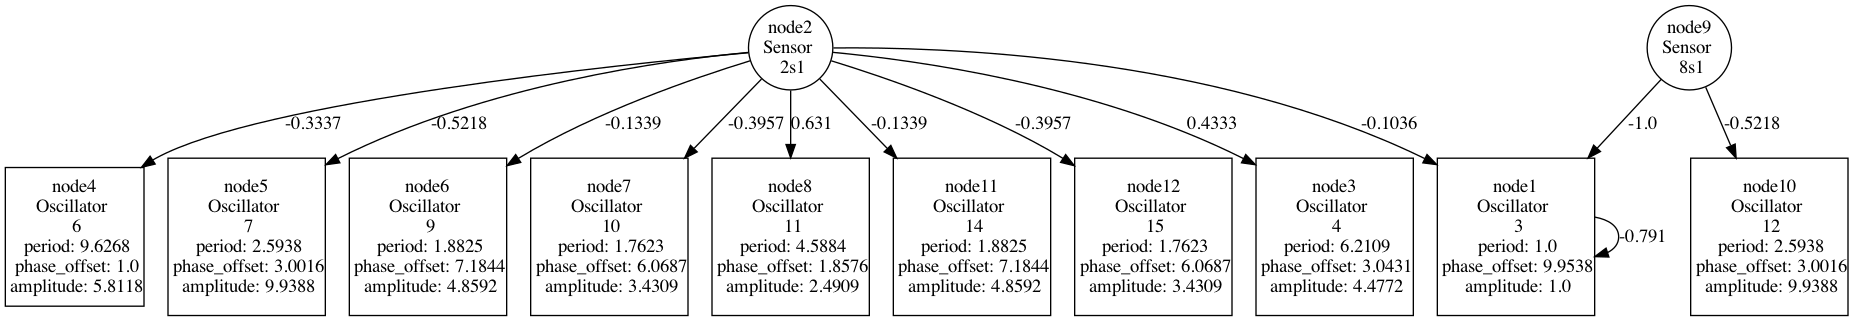 node2
Sensor
2s1
node9
Sensor
8s1
-0.3337
-0.5218
-0.1339
-0.3957
0.631
-0.1339
-0.3957
0.4333
-0.1036
-1.0
-0.5218
node4
Oscillator
6
period: 9.6268
phase_offset: 1.0
amplitude: 5.8118
node5
Oscillator
7
period: 2.5938
phase_offset: 3.0016
amplitude: 9.9388
node6
Oscillator
9
period: 1.8825
phase_offset: 7.1844
amplitude: 4.8592
node7
Oscillator
10
period: 1.7623
phase_offset: 6.0687
amplitude: 3.4309
node8
Oscillator
11
period: 4.5884
phase_offset: 1.8576
amplitude: 2.4909
node11
Oscillator
14
period: 1.8825
phase_offset: 7.1844
amplitude: 4.8592
node12
Oscillator
15
period: 1.7623
phase_offset: 6.0687
amplitude: 3.4309
node3
Oscillator
4
period: 6.2109
phase_offset: 3.0431
amplitude: 4.4772
node1
Oscillator
3
period: 1.0
phase_offset: 9.9538
amplitude: 1.0
-0.791
node10
Oscillator
12
period: 2.5938
phase_offset: 3.0016
amplitude: 9.9388